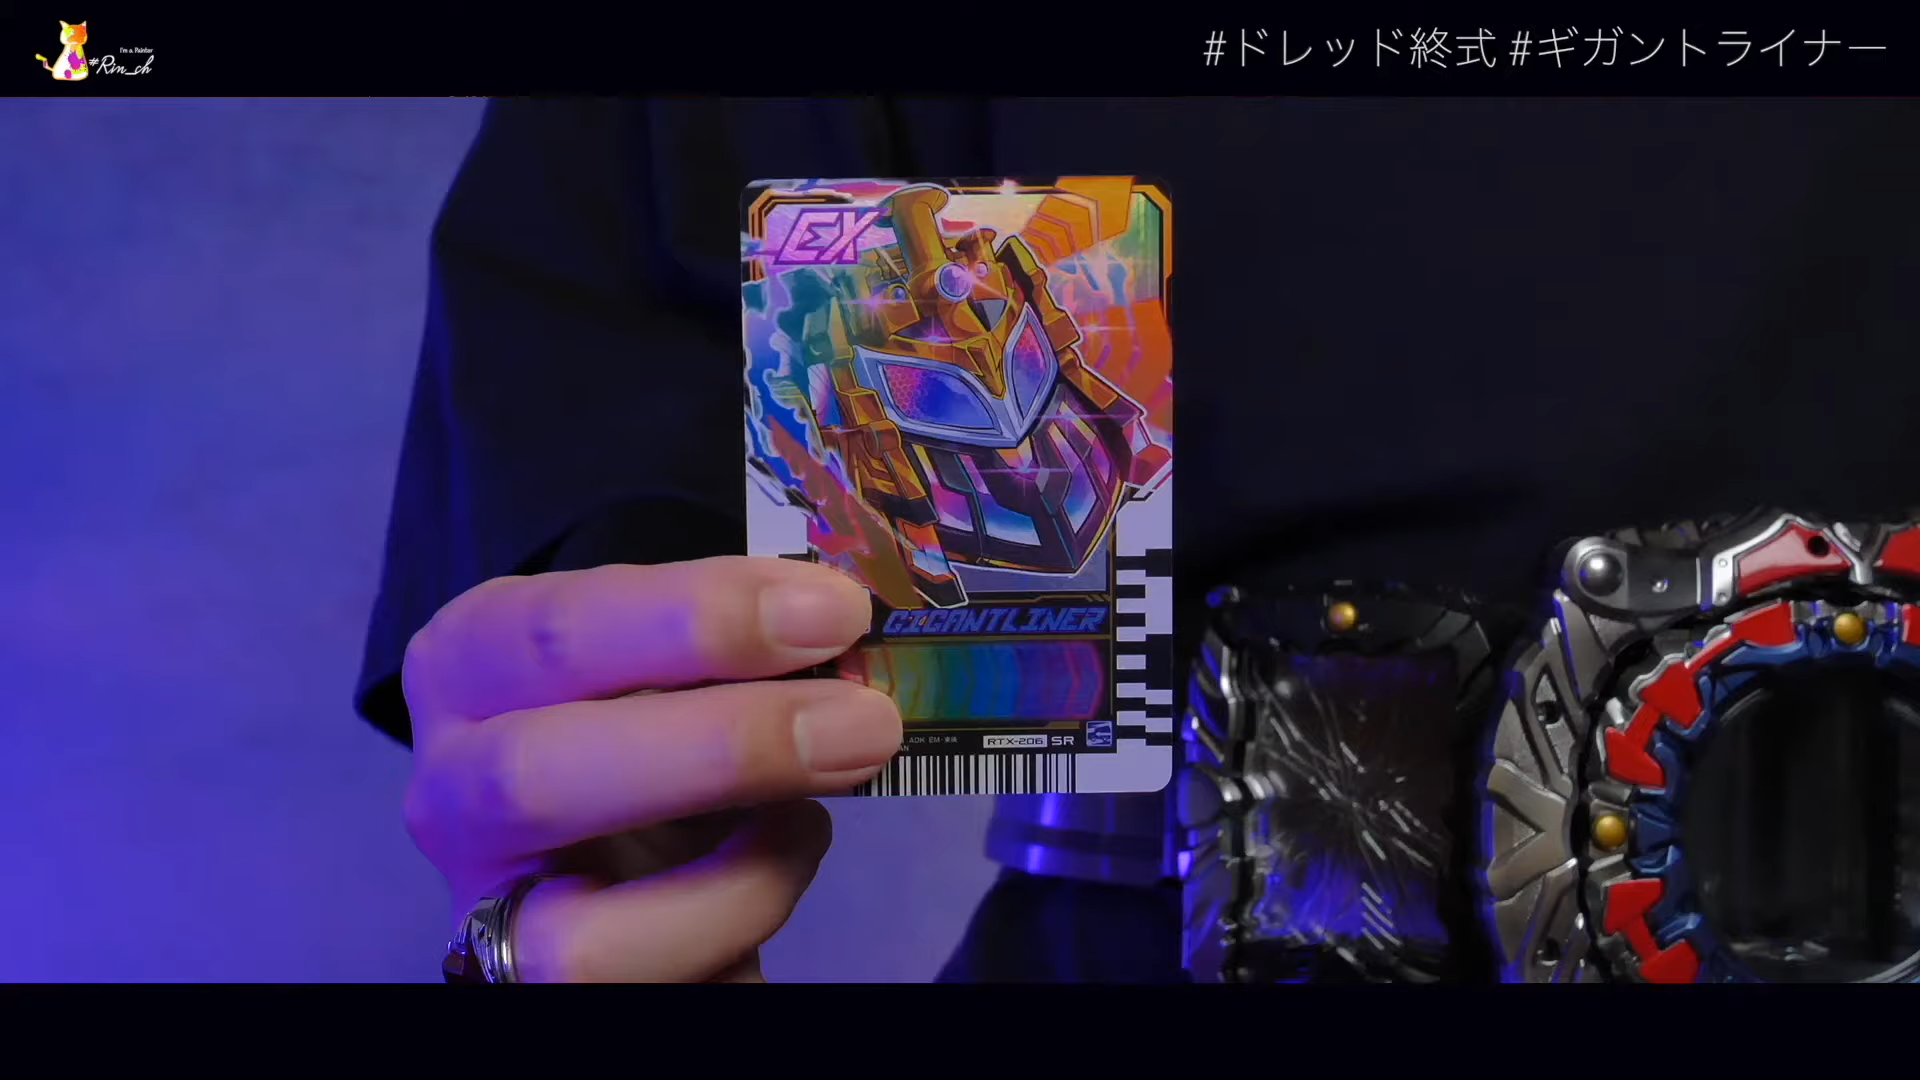 I'm a Painter
#Rin_ch
#ドレッド終式 #ギガントライナー
EX
GIGANTLINER
RTX-206 SR